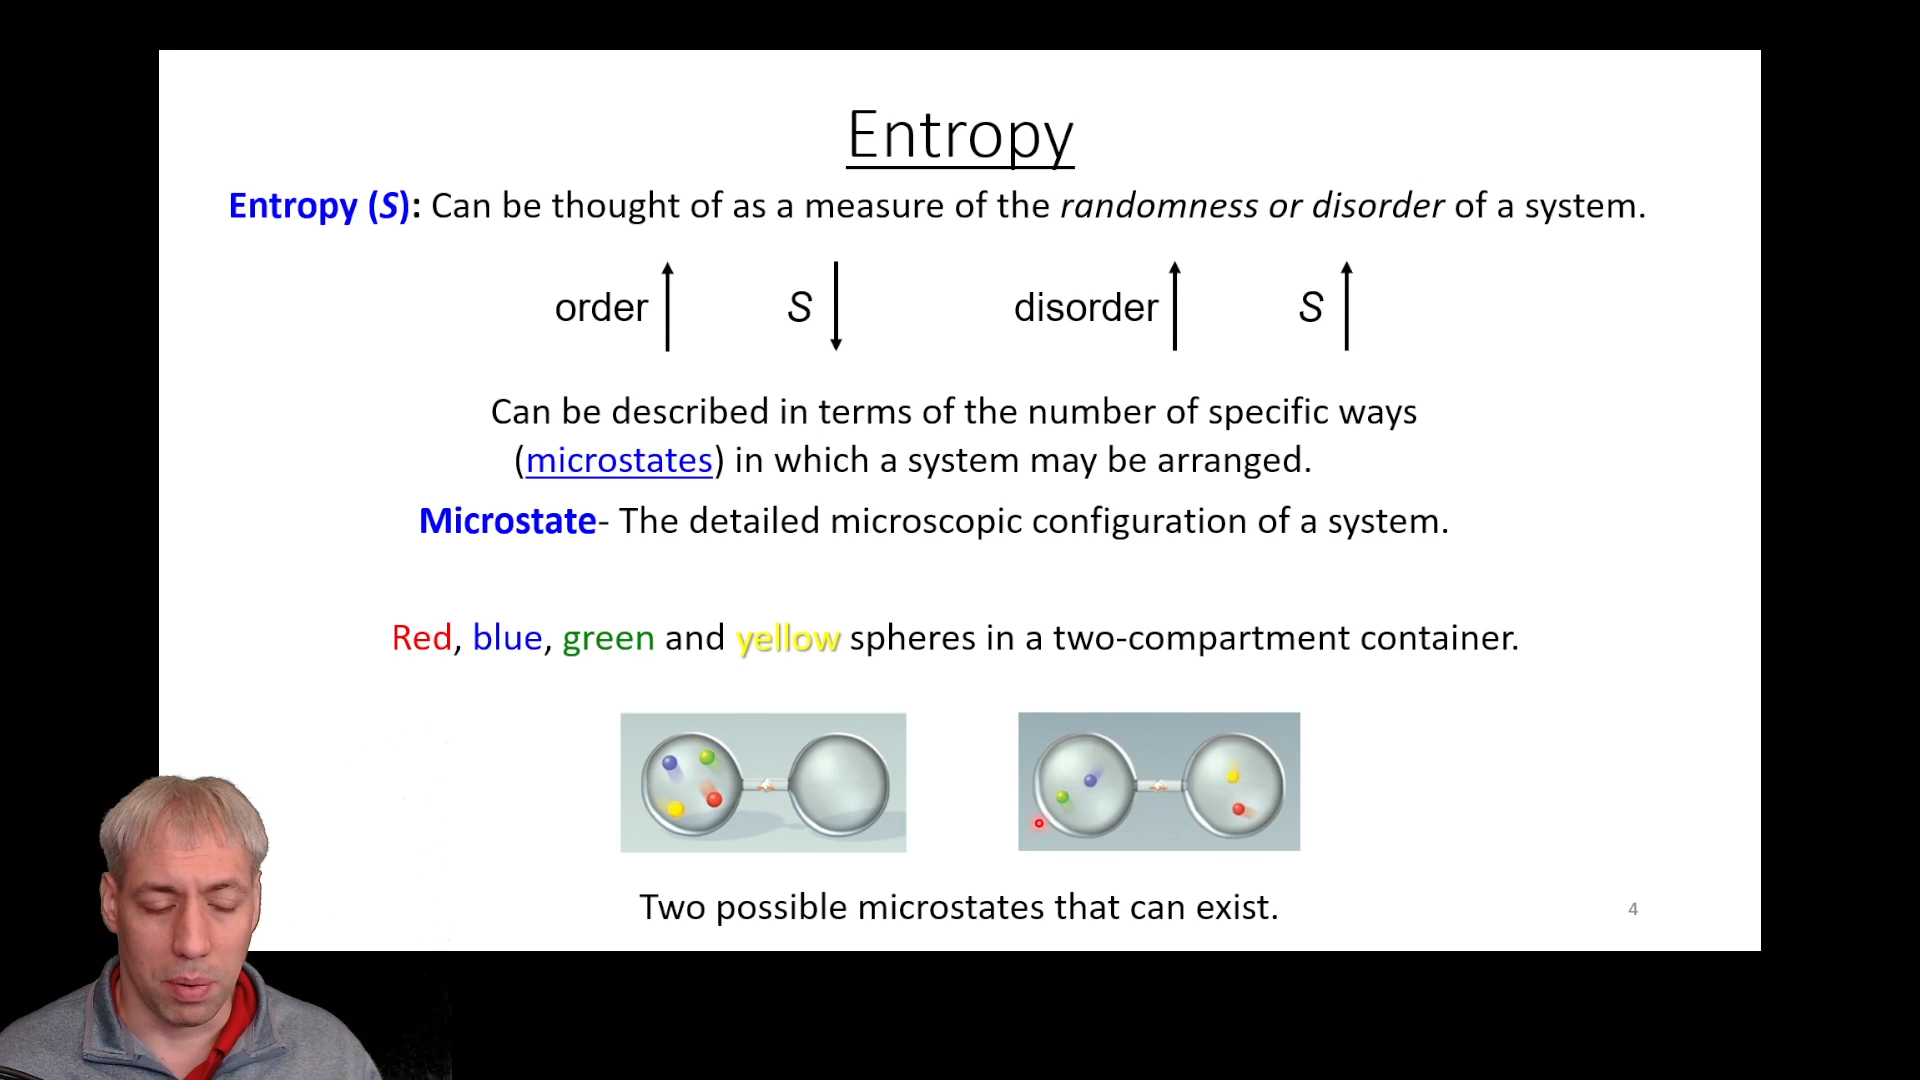 Entropy
Entropy (S): Can be thought of as a measure of the randomness or disorder of a system.
order S disorder S
Can be described in terms of the number of specific ways
(microstates) in which a system may be arranged.
Microstate- The detailed microscopic configuration of a system.
Red, blue, green and yellow spheres in a two-compartment container.
Two possible microstates that can exist.
4